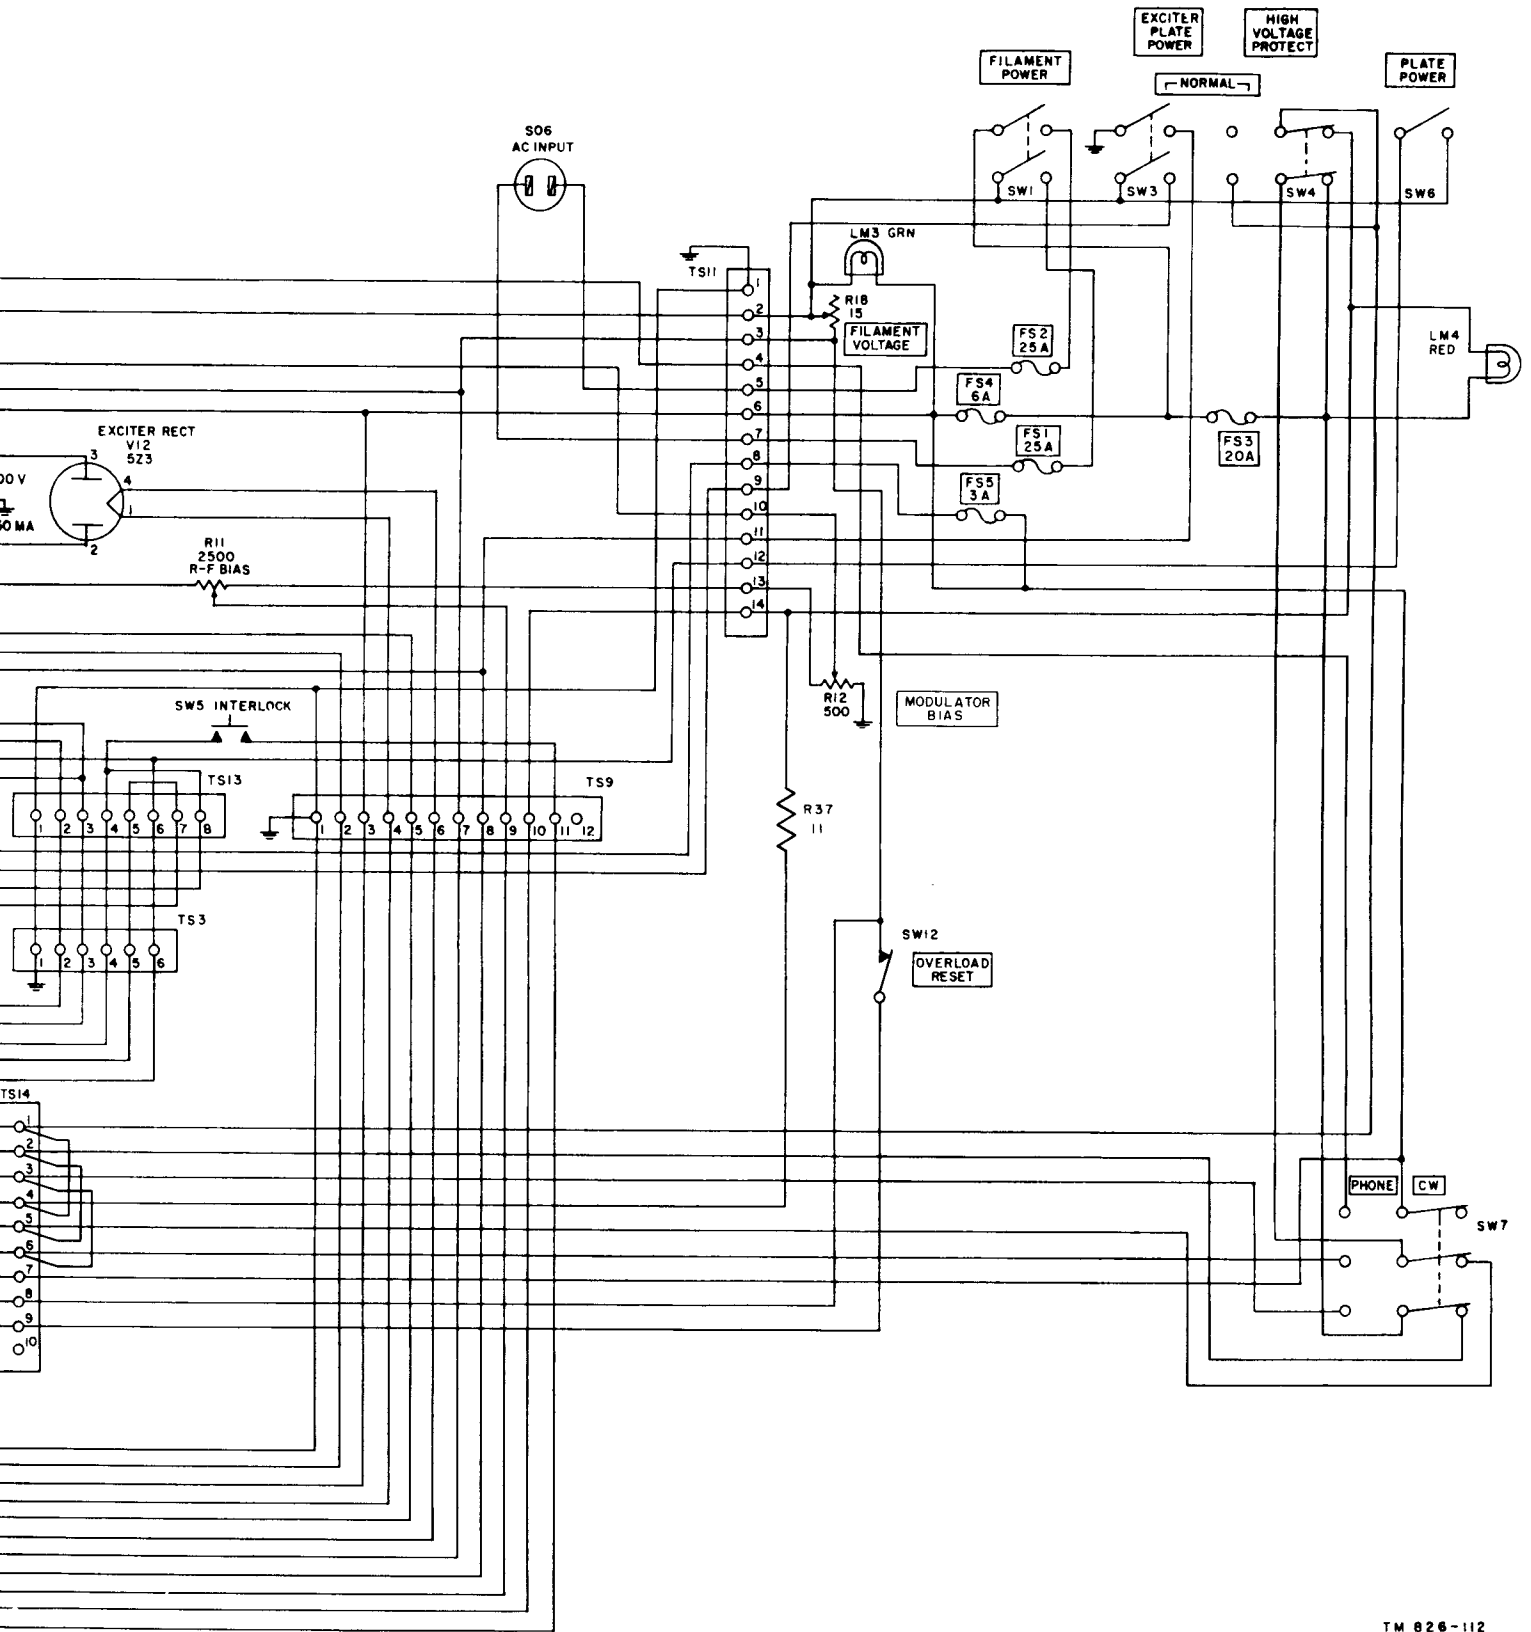 EXCITER
PLATE
POWER
HIGH
VOLTAGE
PROTECT
FILAMENT
POWER
NORMAL
PLATE
POWER
SO6
AC INPUT
SW1
SW3
SW4
SW6
LM3 GRN
TS11
1
2
3
4
5
6
7
8
9
10
11
12
13
14
R18
15
FILAMENT
VOLTAGE
FS2
25A
LM4
RED
FS4
6A
FS1
25A
FS3
20A
FS5
3A
EXCITER RECT
V12
5Z3
3
4
1
2
00 V
50 MA
R11
2500
R-F BIAS
R12
500
MODULATOR
BIAS
SW5 INTERLOCK
TS13
1 2 3 4 5 6 7 8
TS9
1 2 3 4 5 6 7 8 9 10 11 12
R37
11
TS3
1 2 3 4 5 6
SW12
OVERLOAD
RESET
TS14
1
2
3
4
5
6
7
8
9
10
PHONE
CW
SW7
TM 826-112